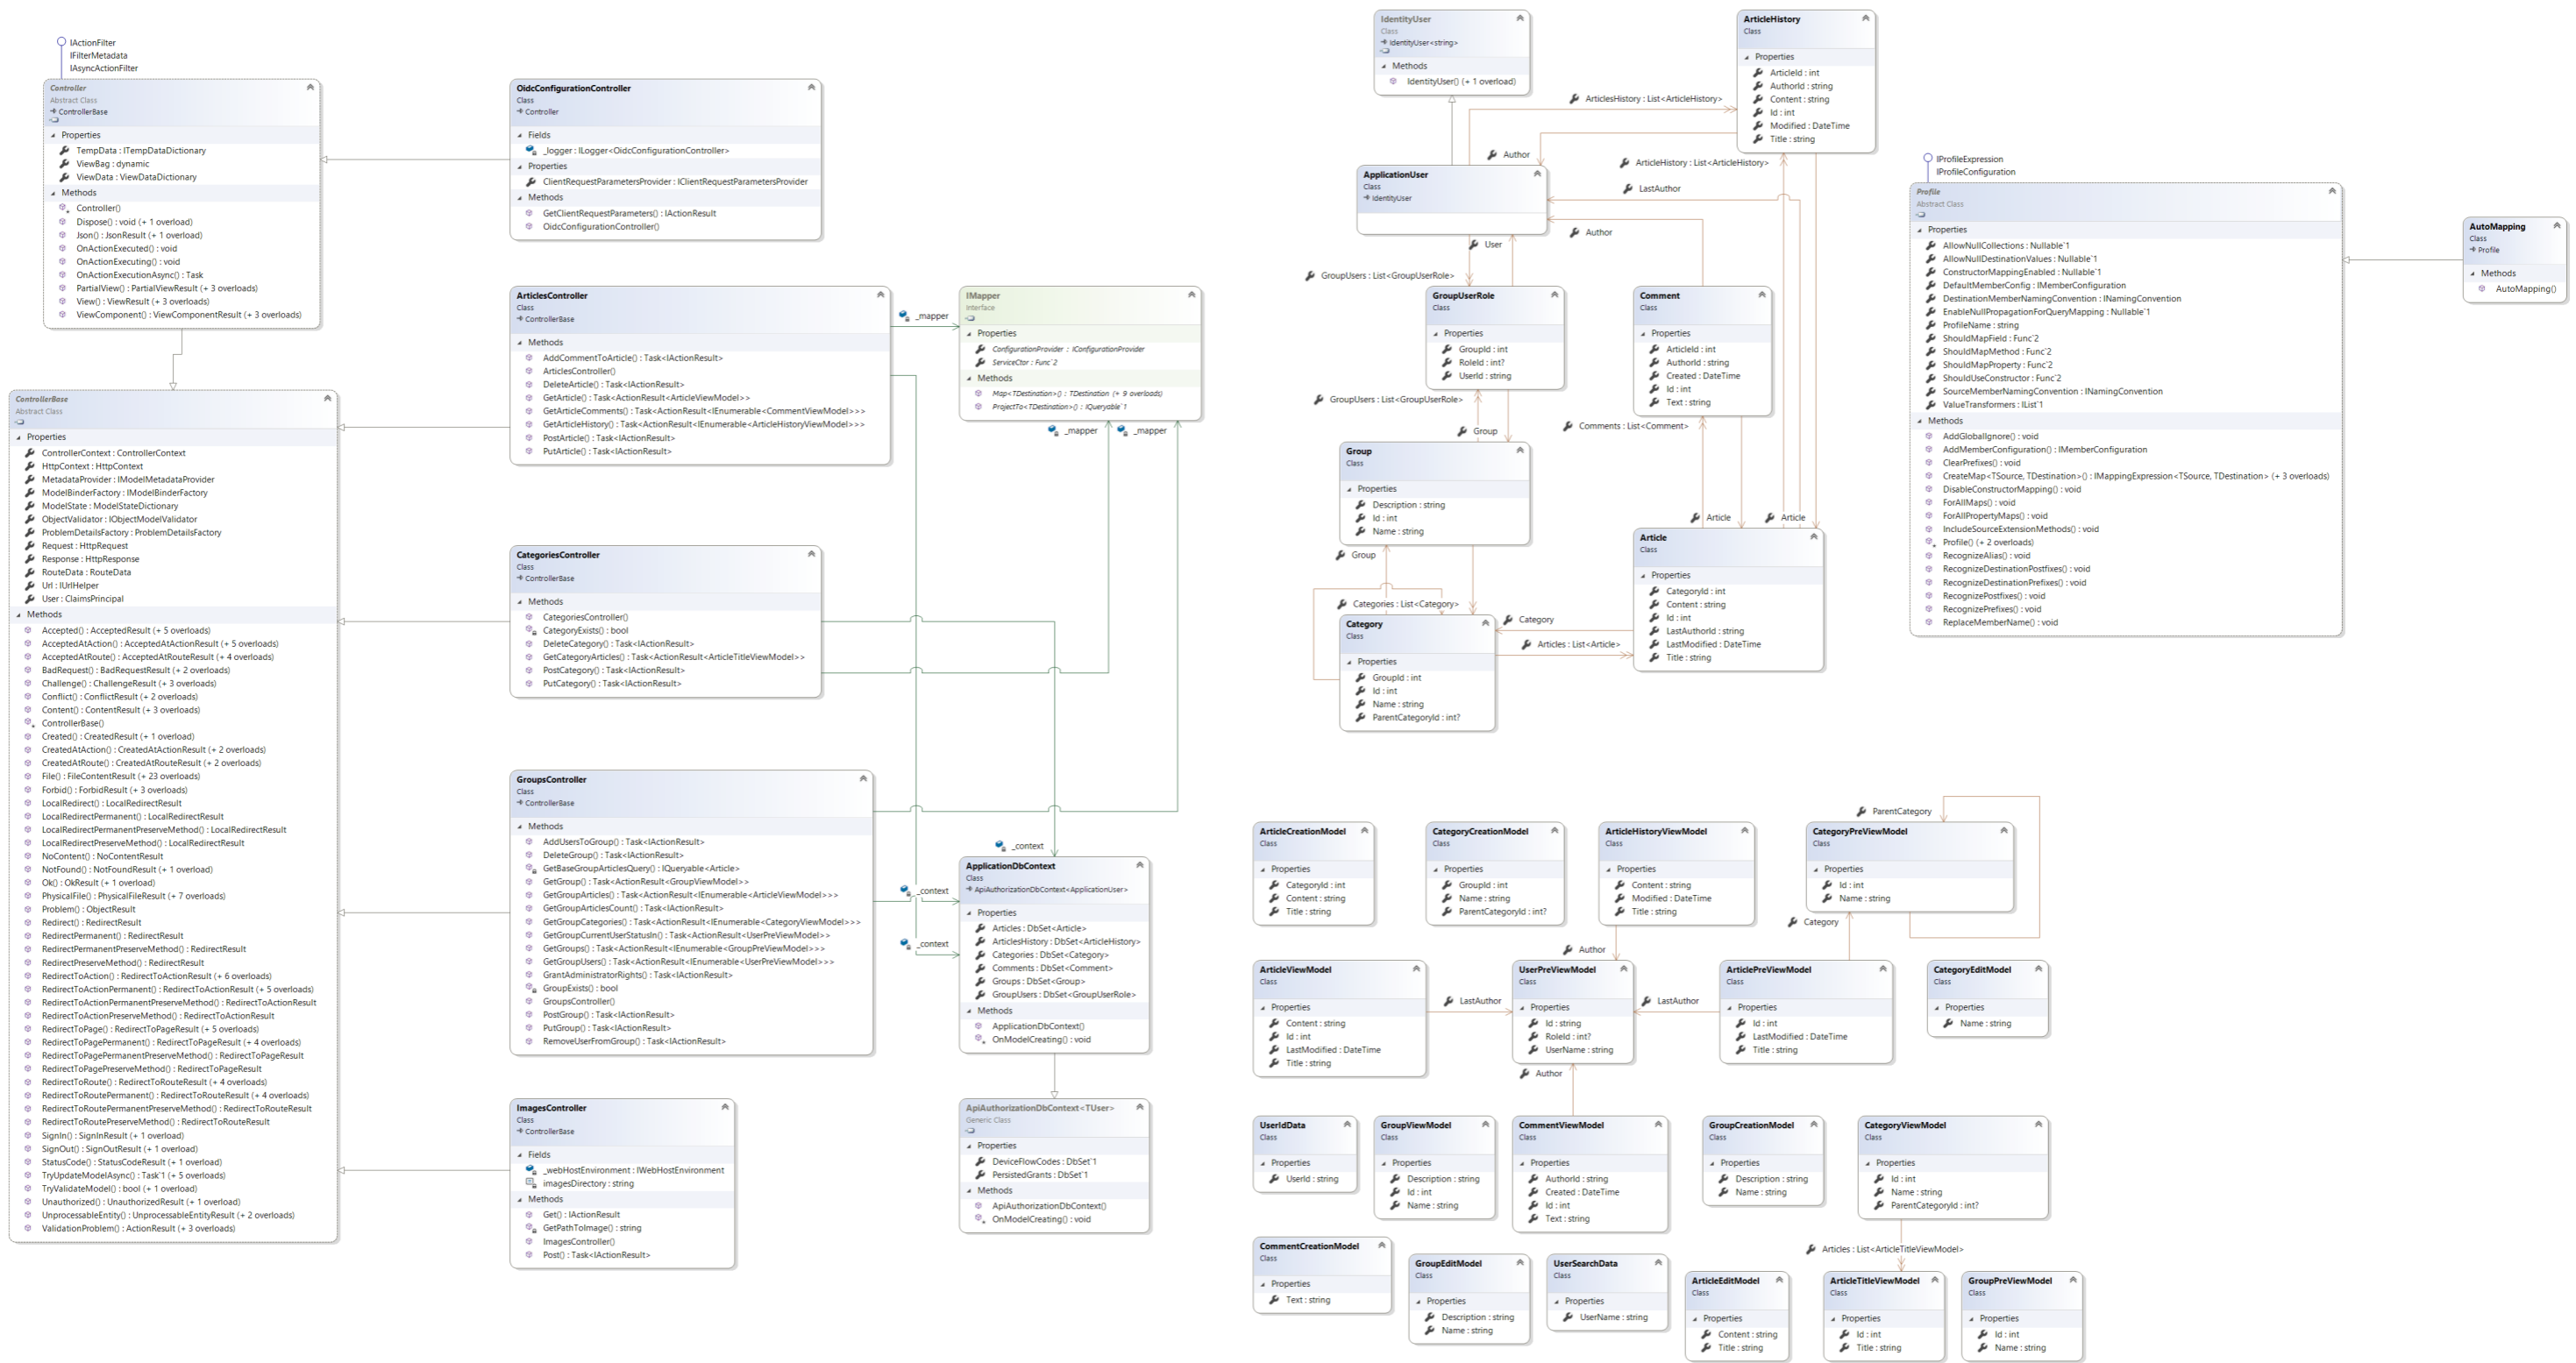 IActionFilter
IFilterMetadata
IAsyncActionFilter
Controller
Abstract Class
ControllerBase
Properties
TempData : ITempDataDictionary
ViewBag : dynamic
ViewData : ViewDataDictionary
Methods
Controller()
Dispose() : void (+ 1 overload)
Json() : JsonResult (+ 1 overload)
OnActionExecuted() : void
OnActionExecuting() : void
OnActionExecutionAsync() : Task
PartialView() : PartialViewResult (+ 3 overloads)
View() : ViewResult (+ 3 overloads)
ViewComponent() : ViewComponentResult (+ 3 overloads)
ControllerBase
Abstract Class
Properties
ControllerContext : ControllerContext
HttpContext : HttpContext
MetadataProvider : IModelMetadataProvider
ModelBinderFactory : IModelBinderFactory
ModelState : ModelStateDictionary
ObjectValidator : IObjectModelValidator
ProblemDetailsFactory : ProblemDetailsFactory
Request : HttpRequest
Response : HttpResponse
RouteData : RouteData
Url : IUrlHelper
User : ClaimsPrincipal
Methods
Accepted() : AcceptedResult (+ 5 overloads)
AcceptedAtAction() : AcceptedAtActionResult (+ 5 overloads)
AcceptedAtRoute() : AcceptedAtRouteResult (+ 4 overloads)
BadRequest() : BadRequestResult (+ 2 overloads)
Challenge() : ChallengeResult (+ 3 overloads)
Conflict() : ConflictResult (+ 2 overloads)
Content() : ContentResult (+ 3 overloads)
ControllerBase()
Created() : CreatedResult (+ 1 overload)
CreatedAtAction() : CreatedAtActionResult (+ 2 overloads)
CreatedAtRoute() : CreatedAtRouteResult (+ 2 overloads)
File() : FileContentResult (+ 23 overloads)
Forbid() : ForbidResult (+ 3 overloads)
LocalRedirect() : LocalRedirectResult
LocalRedirectPermanent() : LocalRedirectResult
LocalRedirectPermanentPreserveMethod() : LocalRedirectResult
LocalRedirectPreserveMethod() : LocalRedirectResult
NoContent() : NoContentResult
NotFound() : NotFoundResult (+ 1 overload)
Ok() : OkResult (+ 1 overload)
PhysicalFile() : PhysicalFileResult (+ 7 overloads)
Problem() : ObjectResult
Redirect() : RedirectResult
RedirectPermanent() : RedirectResult
RedirectPermanentPreserveMethod() : RedirectResult
RedirectPreserveMethod() : RedirectResult
RedirectToAction() : RedirectToActionResult (+ 6 overloads)
RedirectToActionPermanent() : RedirectToActionResult (+ 5 overloads)
RedirectToActionPermanentPreserveMethod() : RedirectToActionResult
RedirectToActionPreserveMethod() : RedirectToActionResult
RedirectToPage() : RedirectToPageResult (+ 5 overloads)
RedirectToPagePermanent() : RedirectToPageResult (+ 4 overloads)
RedirectToPagePermanentPreserveMethod() : RedirectToPageResult
RedirectToPagePreserveMethod() : RedirectToPageResult
RedirectToRoute() : RedirectToRouteResult (+ 4 overloads)
RedirectToRoutePermanent() : RedirectToRouteResult (+ 4 overloads)
RedirectToRoutePermanentPreserveMethod() : RedirectToRouteResult
RedirectToRoutePreserveMethod() : RedirectToRouteResult
SignIn() : SignInResult (+ 1 overload)
SignOut() : SignOutResult (+ 1 overload)
StatusCode() : StatusCodeResult (+ 1 overload)
TryUpdateModelAsync() : Task`1 (+ 5 overloads)
TryValidateModel() : bool (+ 1 overload)
Unauthorized() : UnauthorizedResult (+ 1 overload)
UnprocessableEntity() : UnprocessableEntityResult (+ 2 overloads)
ValidationProblem() : ActionResult (+ 3 overloads)
OidcConfigurationController
Class
Controller
Fields
_logger : ILogger<OidcConfigurationController>
Properties
ClientRequestParametersProvider : IClientRequestParametersProvider
Methods
GetClientRequestParameters() : IActionResult
OidcConfigurationController()
ArticlesController
Class
ControllerBase
Methods
AddCommentToArticle() : Task<IActionResult>
ArticlesController()
DeleteArticle() : Task<IActionResult>
GetArticle() : Task<ActionResult<ArticleViewModel>>
GetArticleComments() : Task<ActionResult<IEnumerable<CommentViewModel>>>
GetArticleHistory() : Task<ActionResult<IEnumerable<ArticleHistoryViewModel>>>
PostArticle() : Task<IActionResult>
PutArticle() : Task<IActionResult>
CategoriesController
Class
ControllerBase
Methods
CategoriesController()
CategoryExists() : bool
DeleteCategory() : Task<IActionResult>
GetCategoryArticles() : Task<ActionResult<ArticleTitleViewModel>>
PostCategory() : Task<IActionResult>
PutCategory() : Task<IActionResult>
GroupsController
Class
ControllerBase
Methods
AddUsersToGroup() : Task<IActionResult>
DeleteGroup() : Task<IActionResult>
GetBaseGroupArticlesQuery() : IQueryable<Article>
GetGroup() : Task<ActionResult<GroupViewModel>>
GetGroupArticles() : Task<ActionResult<IEnumerable<ArticleViewModel>>>
GetGroupArticlesCount() : Task<IActionResult>
GetGroupCategories() : Task<ActionResult<IEnumerable<CategoryViewModel>>>
GetGroupCurrentUserStatusIn() : Task<ActionResult<UserPreViewModel>>
GetGroups() : Task<ActionResult<IEnumerable<GroupPreViewModel>>>
GetGroupUsers() : Task<ActionResult<IEnumerable<UserPreViewModel>>>
GrantAdministratorRights() : Task<IActionResult>
GroupExists() : bool
GroupsController()
PostGroup() : Task<IActionResult>
PutGroup() : Task<IActionResult>
RemoveUserFromGroup() : Task<IActionResult>
ImagesController
Class
ControllerBase
Fields
_webHostEnvironment : IWebHostEnvironment
imagesDirectory : string
Methods
Get() : IActionResult
GetPathToImage() : string
ImagesController()
Post() : Task<IActionResult>
_mapper
IMapper
Interface
Properties
ConfigurationProvider : IConfigurationProvider
ServiceCtor : Func`2
Methods
Map<TDestination>() : TDestination (+ 9 overloads)
ProjectTo<TDestination>() : IQueryable`1
_mapper
_mapper
_context
_context
_context
ApplicationDbContext
Class
ApiAuthorizationDbContext<ApplicationUser>
Properties
Articles : DbSet<Article>
ArticlesHistory : DbSet<ArticleHistory>
Categories : DbSet<Category>
Comments : DbSet<Comment>
Groups : DbSet<Group>
GroupUsers : DbSet<GroupUserRole>
Methods
ApplicationDbContext()
OnModelCreating() : void
ApiAuthorizationDbContext<TUser>
Generic Class
Properties
DeviceFlowCodes : DbSet`1
PersistedGrants : DbSet`1
Methods
ApiAuthorizationDbContext()
OnModelCreating() : void
IdentityUser
Class
IdentityUser<string>
Methods
IdentityUser() (+ 1 overload)
ArticleHistory
Class
Properties
ArticleId : int
AuthorId : string
Content : string
Id : int
Modified : DateTime
Title : string
ArticlesHistory : List<ArticleHistory>
Author
ArticleHistory : List<ArticleHistory>
LastAuthor
ApplicationUser
Class
IdentityUser
Author
User
GroupUsers : List<GroupUserRole>
GroupUserRole
Class
Properties
GroupId : int
RoleId : int?
UserId : string
Comment
Class
Properties
ArticleId : int
AuthorId : string
Created : DateTime
Id : int
Text : string
GroupUsers : List<GroupUserRole>
Group
Comments : List<Comment>
Group
Class
Properties
Description : string
Id : int
Name : string
Article
Article
Article
Class
Properties
CategoryId : int
Content : string
Id : int
LastAuthorId : string
LastModified : DateTime
Title : string
Group
Categories : List<Category>
Category
Class
Properties
GroupId : int
Id : int
Name : string
ParentCategoryId : int?
Category
Articles : List<Article>
IProfileExpression
IProfileConfiguration
Profile
Abstract Class
Properties
AllowNullCollections : Nullable`1
AllowNullDestinationValues : Nullable`1
ConstructorMappingEnabled : Nullable`1
DefaultMemberConfig : IMemberConfiguration
DestinationMemberNamingConvention : INamingConvention
EnableNullPropagationForQueryMapping : Nullable`1
ProfileName : string
ShouldMapField : Func`2
ShouldMapMethod : Func`2
ShouldMapProperty : Func`2
ShouldUseConstructor : Func`2
SourceMemberNamingConvention : INamingConvention
ValueTransformers : IList`1
Methods
AddGlobalIgnore() : void
AddMemberConfiguration() : IMemberConfiguration
ClearPrefixes() : void
CreateMap<TSource, TDestination>() : IMappingExpression<TSource, TDestination> (+ 3 overloads)
DisableConstructorMapping() : void
ForAllMaps() : void
ForAllPropertyMaps() : void
IncludeSourceExtensionMethods() : void
Profile() (+ 2 overloads)
RecognizeAlias() : void
RecognizeDestinationPostfixes() : void
RecognizeDestinationPrefixes() : void
RecognizePostfixes() : void
RecognizePrefixes() : void
ReplaceMemberName() : void
AutoMapping
Class
Profile
Methods
AutoMapping()
ArticleCreationModel
Class
Properties
CategoryId : int
Content : string
Title : string
CategoryCreationModel
Class
Properties
GroupId : int
Name : string
ParentCategoryId : int?
ArticleHistoryViewModel
Class
Properties
Content : string
Modified : DateTime
Title : string
ParentCategory
CategoryPreViewModel
Class
Properties
Id : int
Name : string
Category
Author
ArticleViewModel
Class
Properties
Content : string
Id : int
LastModified : DateTime
Title : string
LastAuthor
UserPreViewModel
Class
Properties
Id : string
RoleId : int?
UserName : string
LastAuthor
ArticlePreViewModel
Class
Properties
Id : int
LastModified : DateTime
Title : string
CategoryEditModel
Class
Properties
Name : string
Author
UserIdData
Class
Properties
UserId : string
GroupViewModel
Class
Properties
Description : string
Id : int
Name : string
CommentViewModel
Class
Properties
AuthorId : string
Created : DateTime
Id : int
Text : string
GroupCreationModel
Class
Properties
Description : string
Name : string
CategoryViewModel
Class
Properties
Id : int
Name : string
ParentCategoryId : int?
Articles : List<ArticleTitleViewModel>
CommentCreationModel
Class
Properties
Text : string
GroupEditModel
Class
Properties
Description : string
Name : string
UserSearchData
Class
Properties
UserName : string
ArticleEditModel
Class
Properties
Content : string
Title : string
ArticleTitleViewModel
Class
Properties
Id : int
Title : string
GroupPreViewModel
Class
Properties
Id : int
Name : string